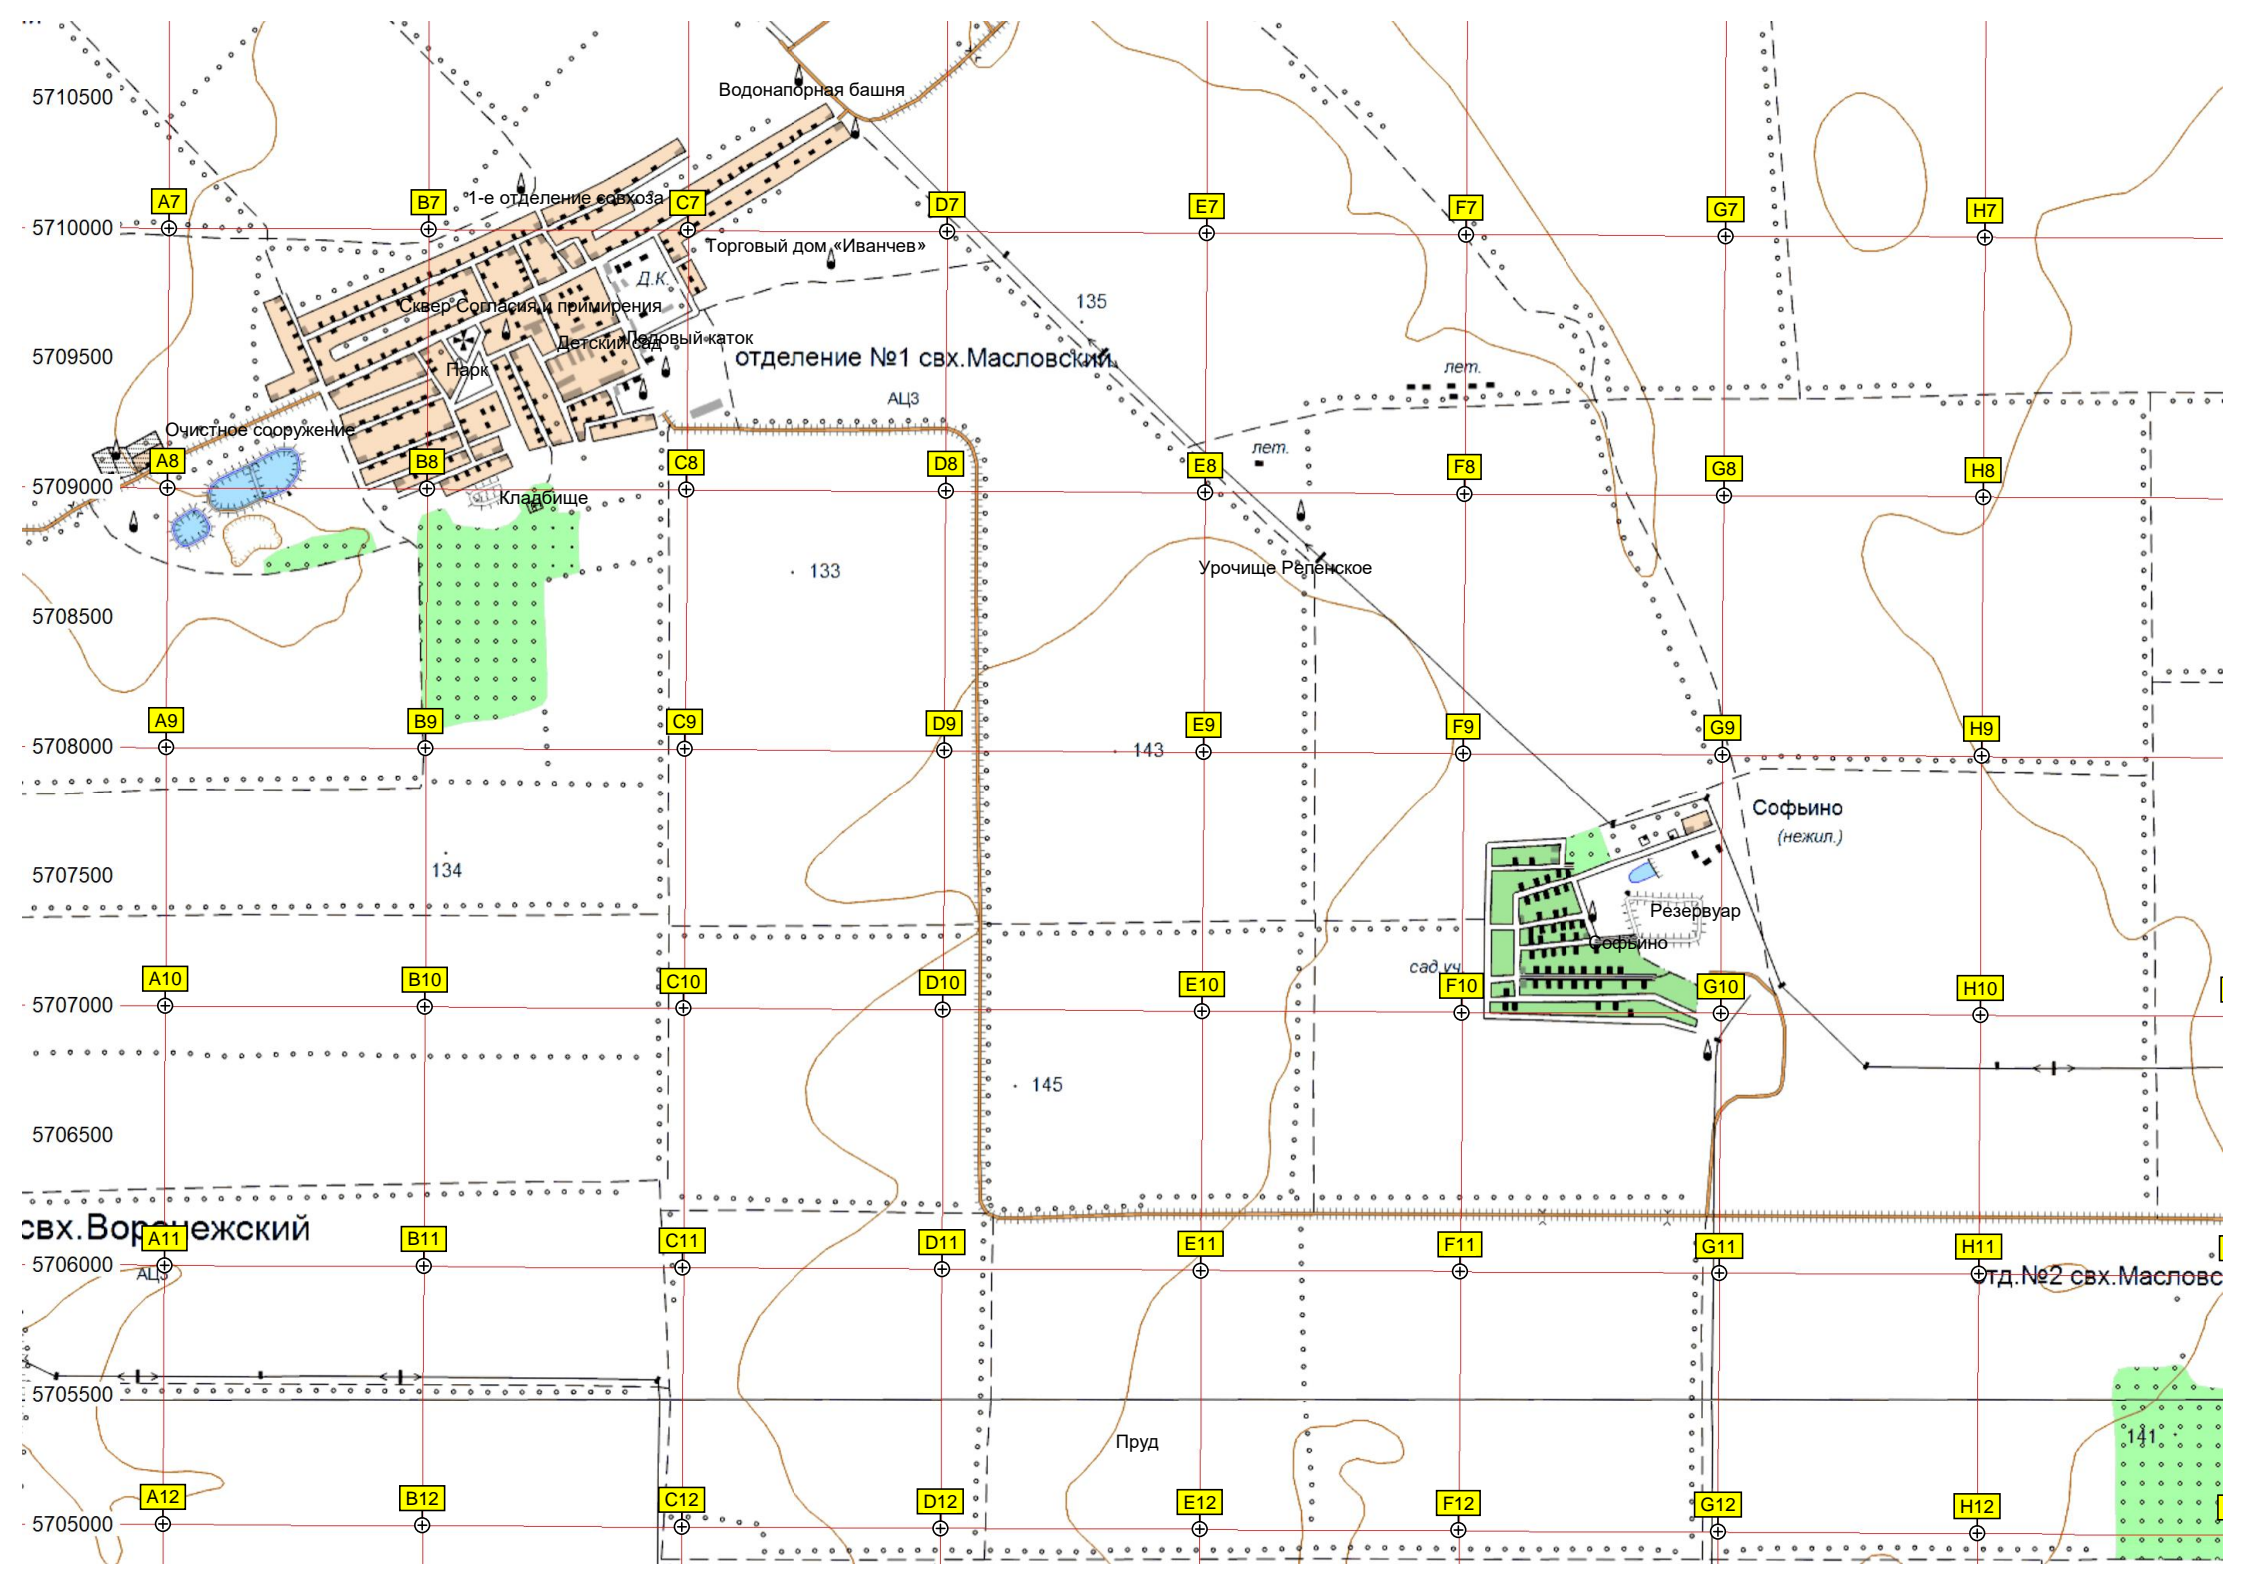 5710500
Водонапорная башня
1-е отделение совхоза
A7
B7
C7
D7
E7
F7
G7
H7
5710000
Торговый дом «Иванчев»
Д.К.
135
Сквер Согласия и примирения
Ледовый каток
Детский сад
5709500
отделение №1 свх.Масловский
Парк
лет.
АЦЗ
Очистное сооружение
лет.
A8
B8
C8
D8
E8
F8
G8
H8
5709000
Кладбище
133
Урочище Репенское
5708500
A9
B9
C9
D9
E9
F9
G9
H9
5708000
143
Софьино
(нежил.)
134
5707500
Резервуар
Софьино
сад.уч.
A10
B10
C10
D10
E10
F10
G10
H10
5707000
145
5706500
свх.Воронежский
A11
B11
C11
D11
E11
F11
G11
H11
5706000
АЦЗ
отд.№2 свх.Масловс
5705500
141
Пруд
A12
B12
C12
D12
E12
F12
G12
H12
5705000